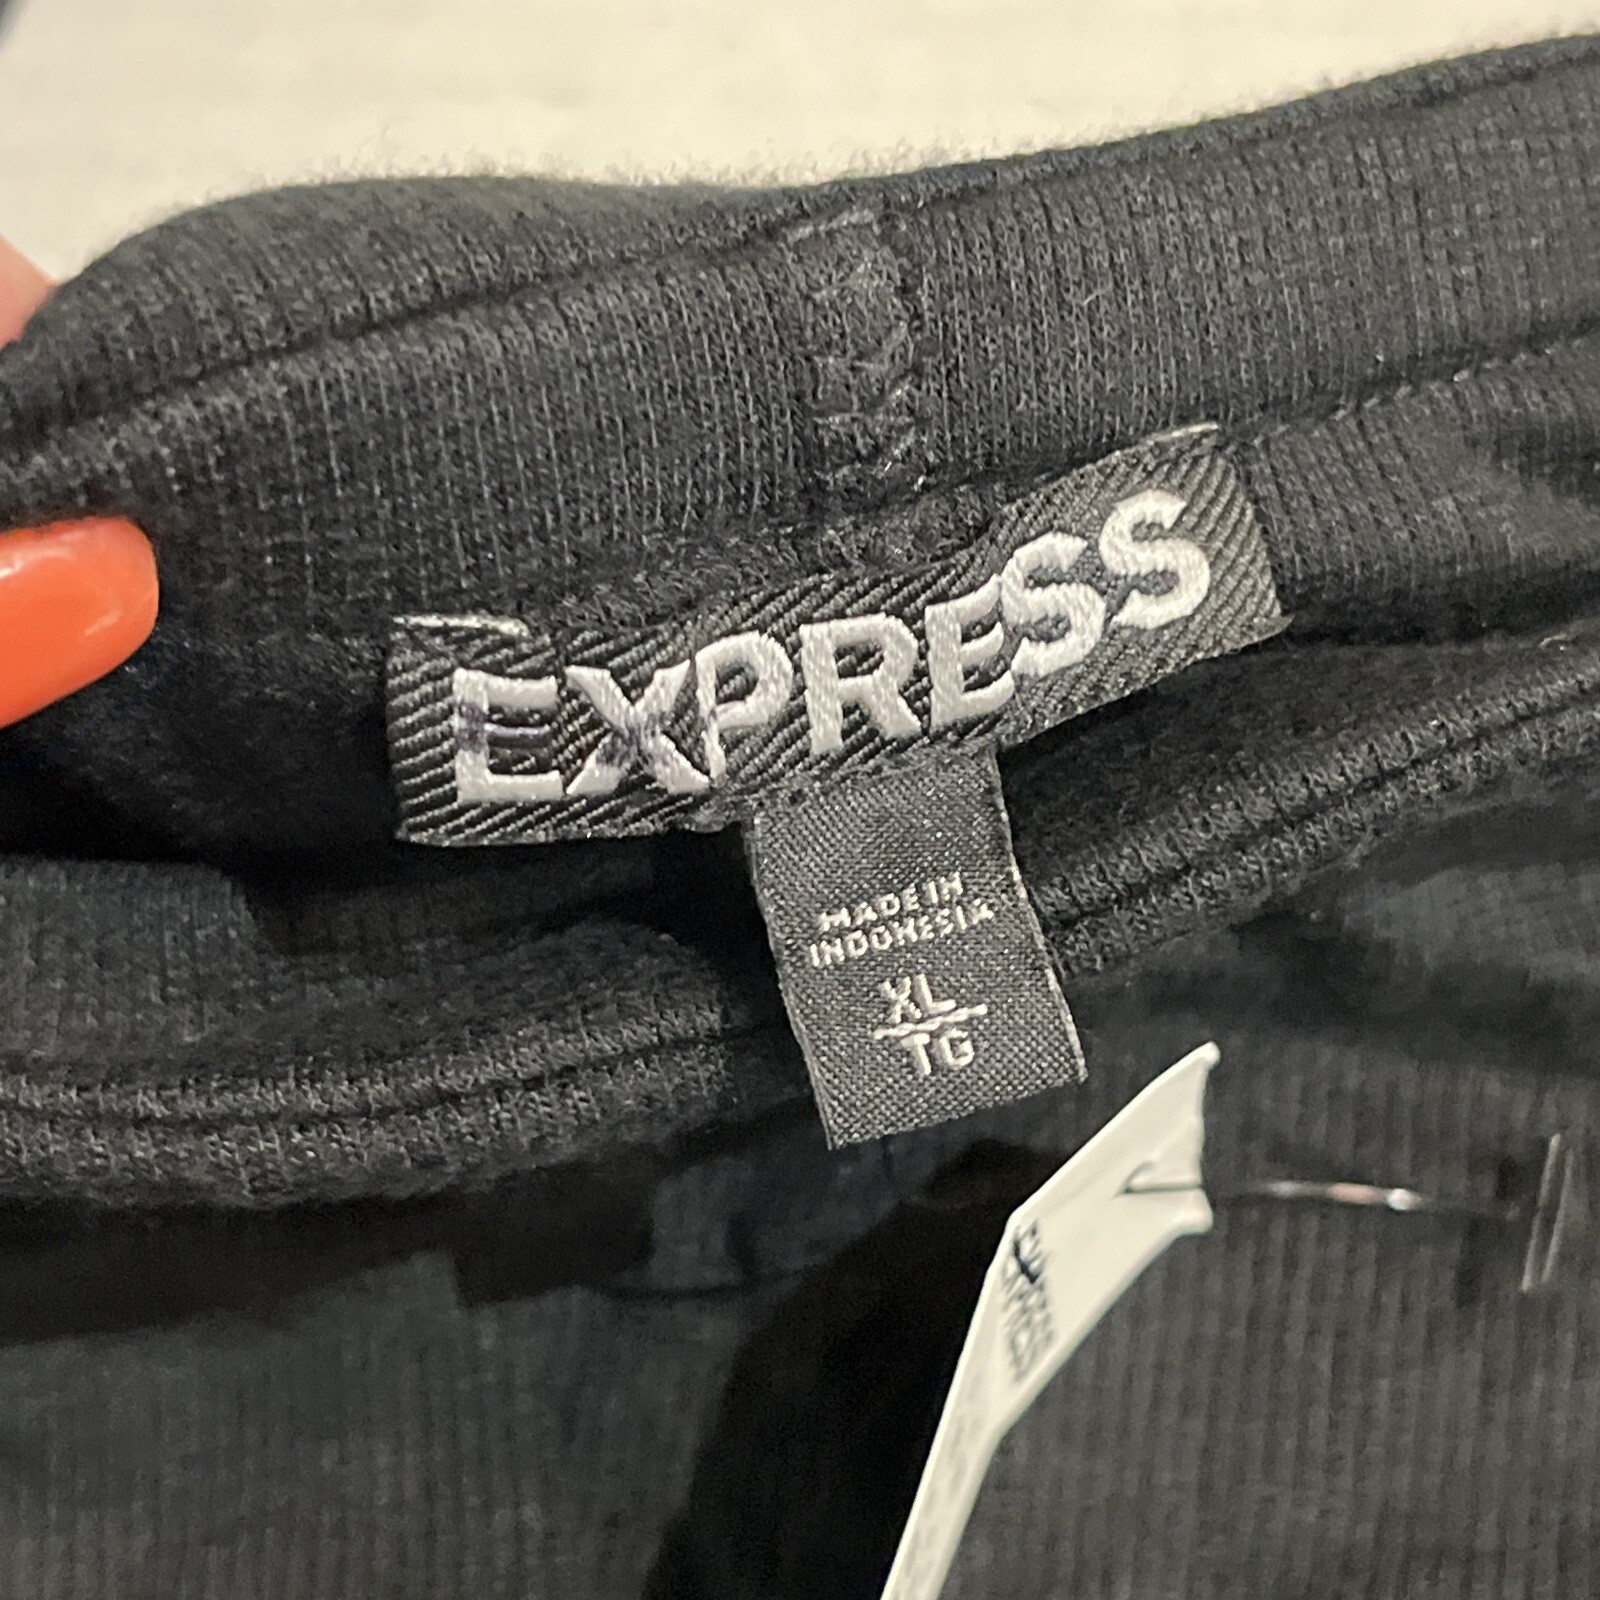 EXPRESS
MADE IN
INDONESIA
XL
TG